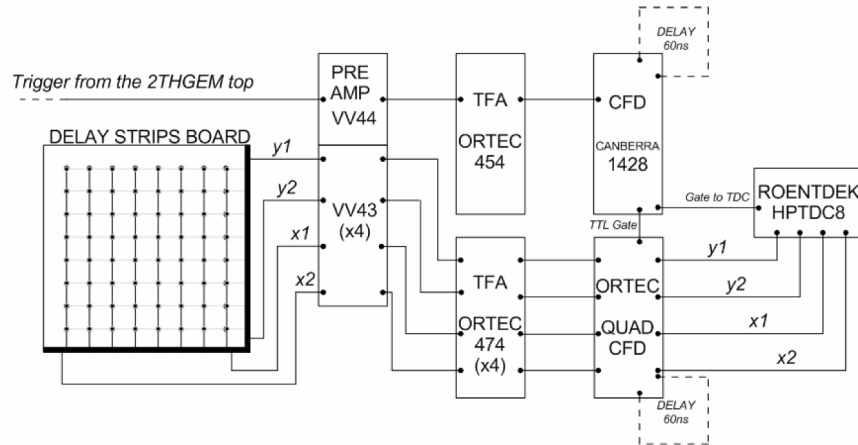 DELAY
60ns
Trigger from the 2THGEM top
PRE
AMP
VV44
TFA
ORTEC
454
CFD
CANBERRA
1428
DELAY STRIPS BOARD
y1
y2
x1
x2
VV43
(x4)
Gate to TDC
ROENTDEK
HPTDC8
TTL Gate
TFA
ORTEC
474
(x4)
ORTEC
QUAD
CFD
y1
y2
x1
x2
DELAY
60ns